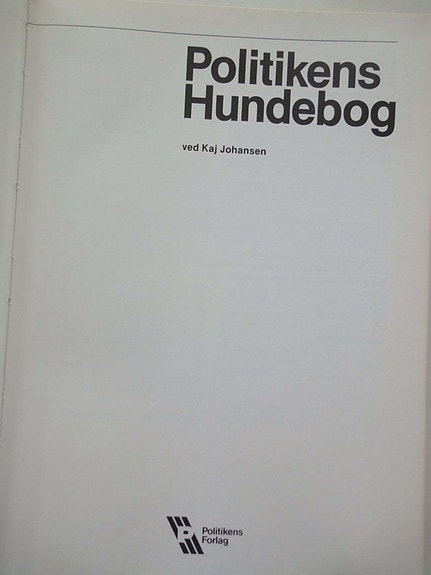 Politikens
Hundebog
ved Kaj Johansen
P
Politikens
Forlag